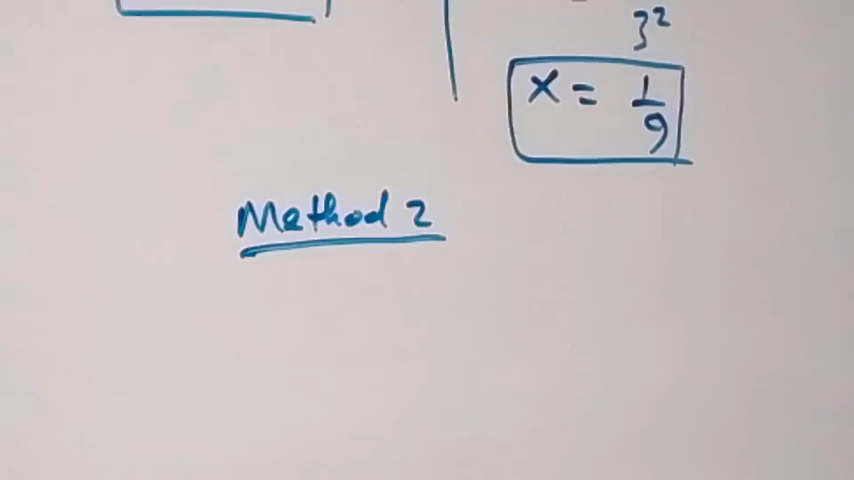 3²
x = 1/9
Method 2